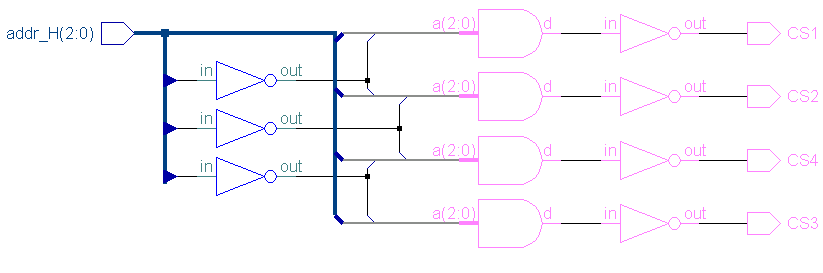 addr_H(2:0) a(2:0) d in out CS1
in out
a(2:0) d in out CS2
in out
a(2:0) d in out CS4
in out
a(2:0) d in out CS3